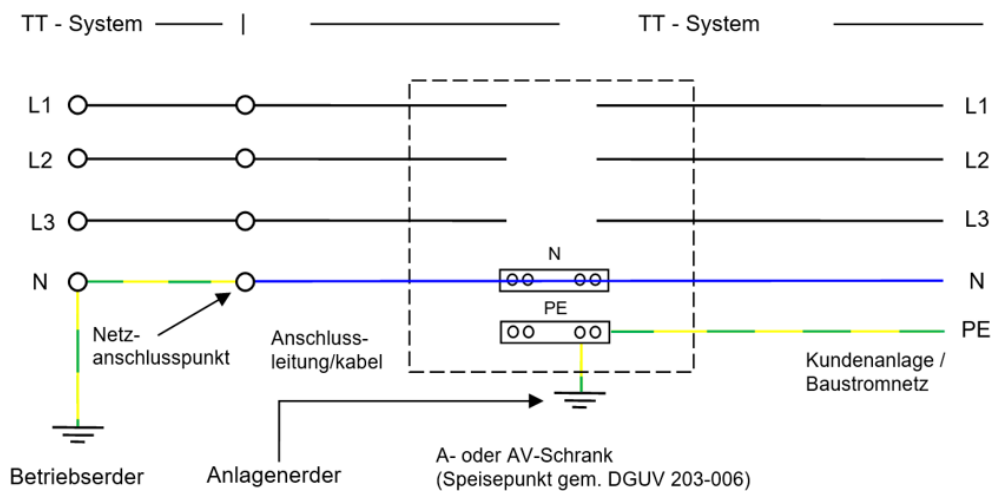 TT - System
TT - System
L1
L1
L2
L2
L3
L3
N
N
N
PE
PE
Netz-
anschlusspunkt
Anschluss-
leitung/kabel
Kundenanlage /
Baustromnetz
Betriebserder
Anlagenerder
A- oder AV-Schrank
(Speisepunkt gem. DGUV 203-006)